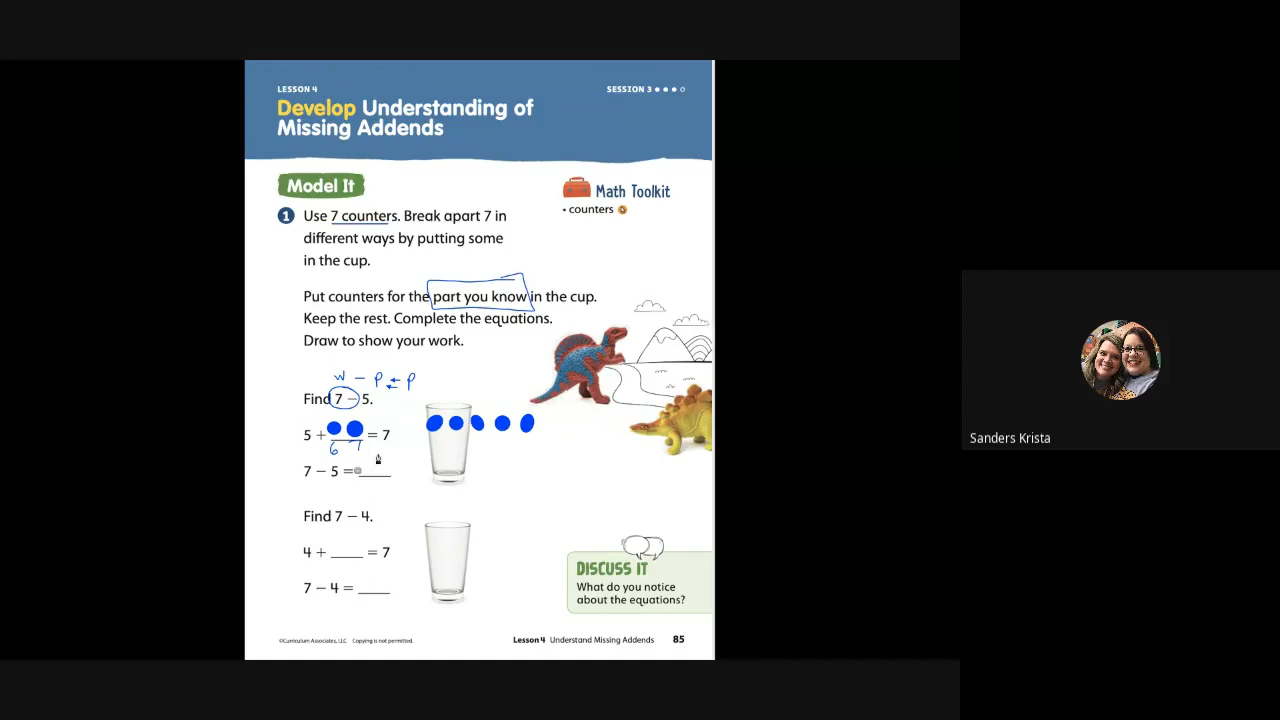 LESSON 4
SESSION 3
Develop Understanding of
Missing Addends
Model It
Math Toolkit
• counters
1 Use 7 counters. Break apart 7 in
different ways by putting some
in the cup.
Put counters for the part you know in the cup.
Keep the rest. Complete the equations.
Draw to show your work.
W - P ← P
Find 7 – 5.
5 + ____ = 7
6 7
7 – 5 = ____
Find 7 – 4.
4 + ____ = 7
7 – 4 = ____
DISCUSS IT
What do you notice
about the equations?
©Curriculum Associates, LLC Copying is not permitted.
Lesson 4 Understand Missing Addends 85
Sanders Krista